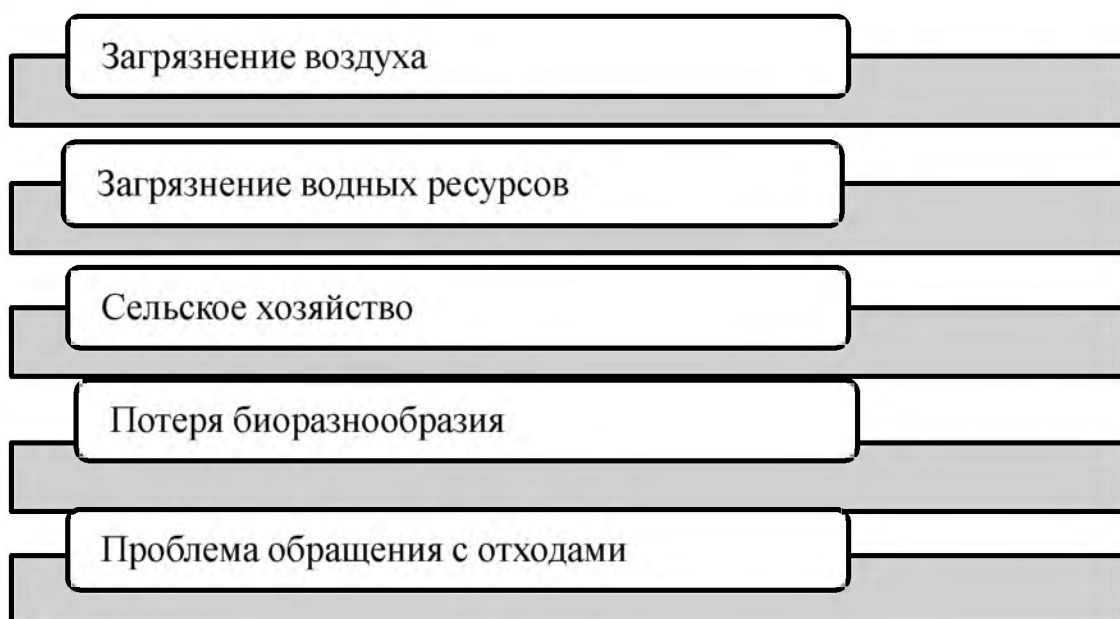 Загрязнение воздуха
Загрязнение водных ресурсов
Сельское хозяйство
Потеря биоразнообразия
Проблема обращения с отходами